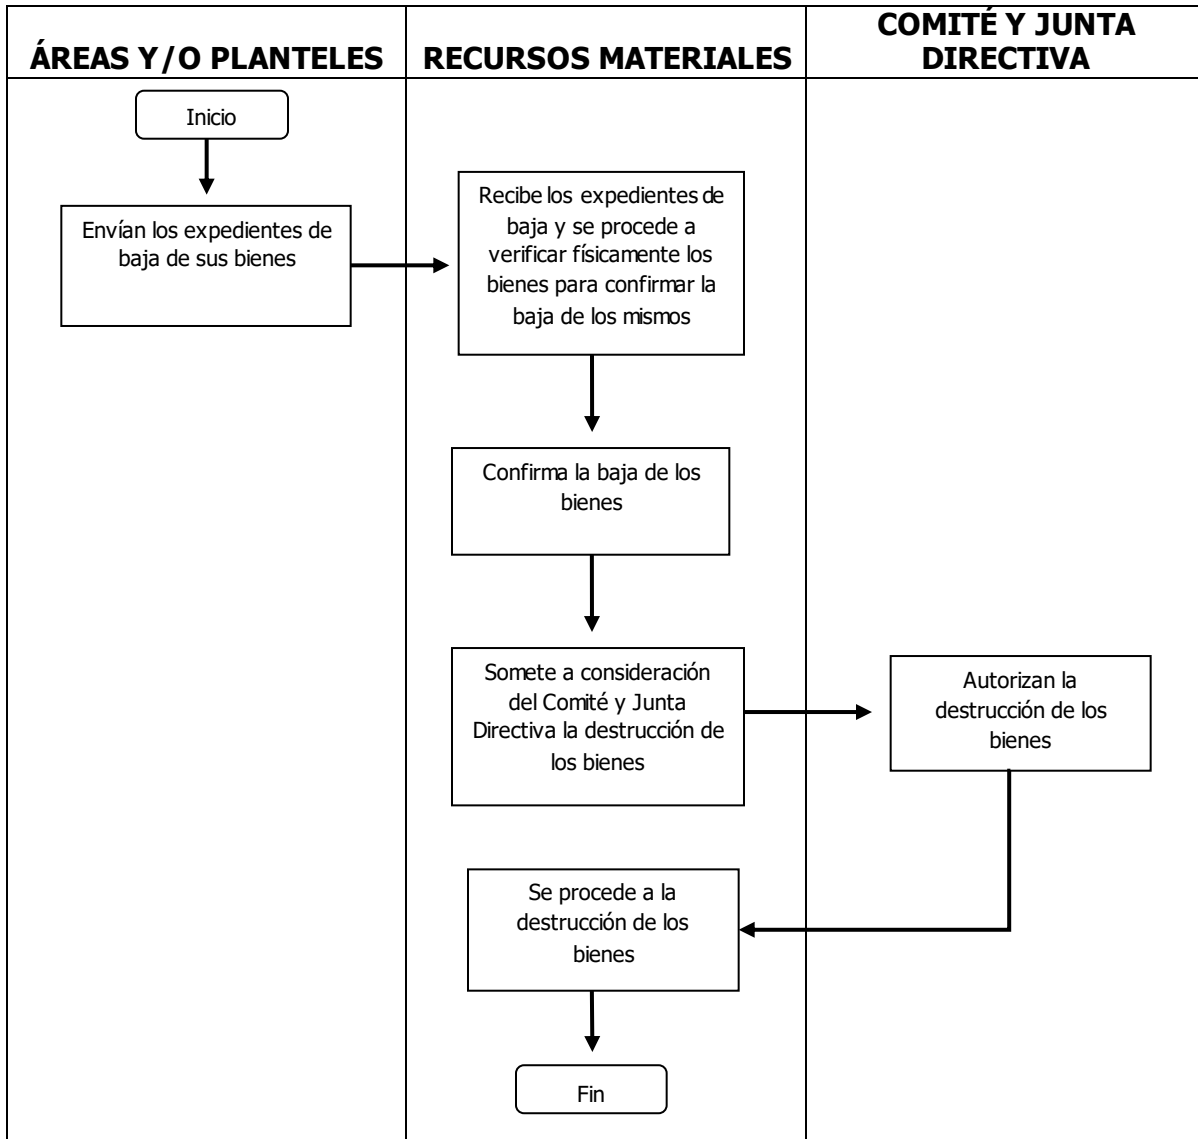 ÁREAS Y/O PLANTELES
RECURSOS MATERIALES
COMITÉ Y JUNTA
DIRECTIVA
Inicio
Envían los expedientes de
baja de sus bienes
Recibe los expedientes de
baja y se procede a
verificar físicamente los
bienes para confirmar la
baja de los mismos
Confirma la baja de los
bienes
Somete a consideración
del Comité y Junta
Directiva la destrucción de
los bienes
Autorizan la
destrucción de los
bienes
Se procede a la
destrucción de los
bienes
Fin